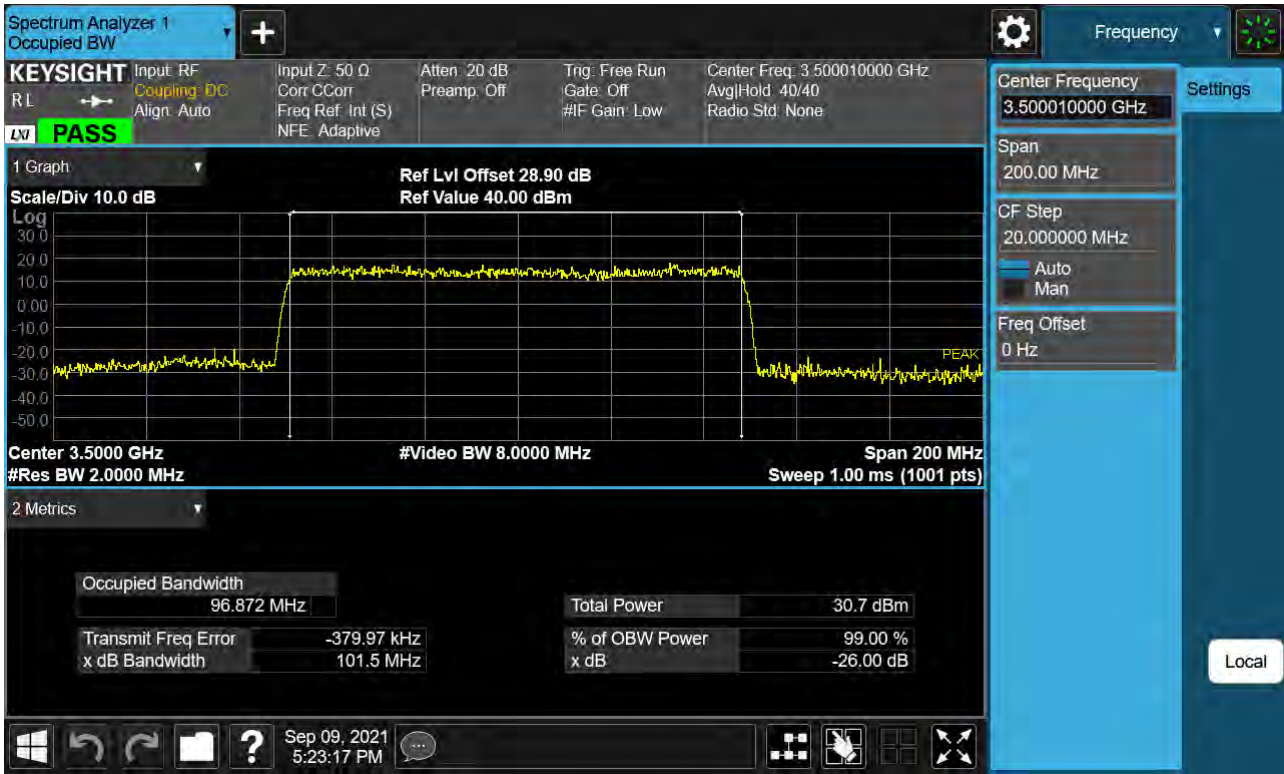 Spectrum Analyzer 1
Occupied BW
+
Frequency
KEYSIGHT
RL
LXI PASS
Input: RF
Coupling: DC
Align: Auto
Input Z: 50 Ω
Corr CCorr
Freq Ref: Int (S)
NFE: Adaptive
Atten: 20 dB
Preamp: Off
Trig: Free Run
Gate: Off
#IF Gain: Low
Center Freq: 3.500010000 GHz
Avg|Hold: 40/40
Radio Std: None
Center Frequency
3.500010000 GHz
Settings
Span
200.00 MHz
CF Step
20.000000 MHz
Auto
Man
Freq Offset
0 Hz
Local
1 Graph
Scale/Div 10.0 dB
Ref Lvl Offset 28.90 dB
Ref Value 40.00 dBm
Log
30.0
20.0
10.0
0.00
-10.0
-20.0
-30.0
-40.0
-50.0
PEAK
Center 3.5000 GHz
#Video BW 8.0000 MHz
Span 200 MHz
#Res BW 2.0000 MHz
Sweep 1.00 ms (1001 pts)
2 Metrics
Occupied Bandwidth
96.872 MHz
Total Power 30.7 dBm
Transmit Freq Error -379.97 kHz
% of OBW Power 99.00 %
x dB Bandwidth 101.5 MHz
x dB -26.00 dB
?
Sep 09, 2021
5:23:17 PM